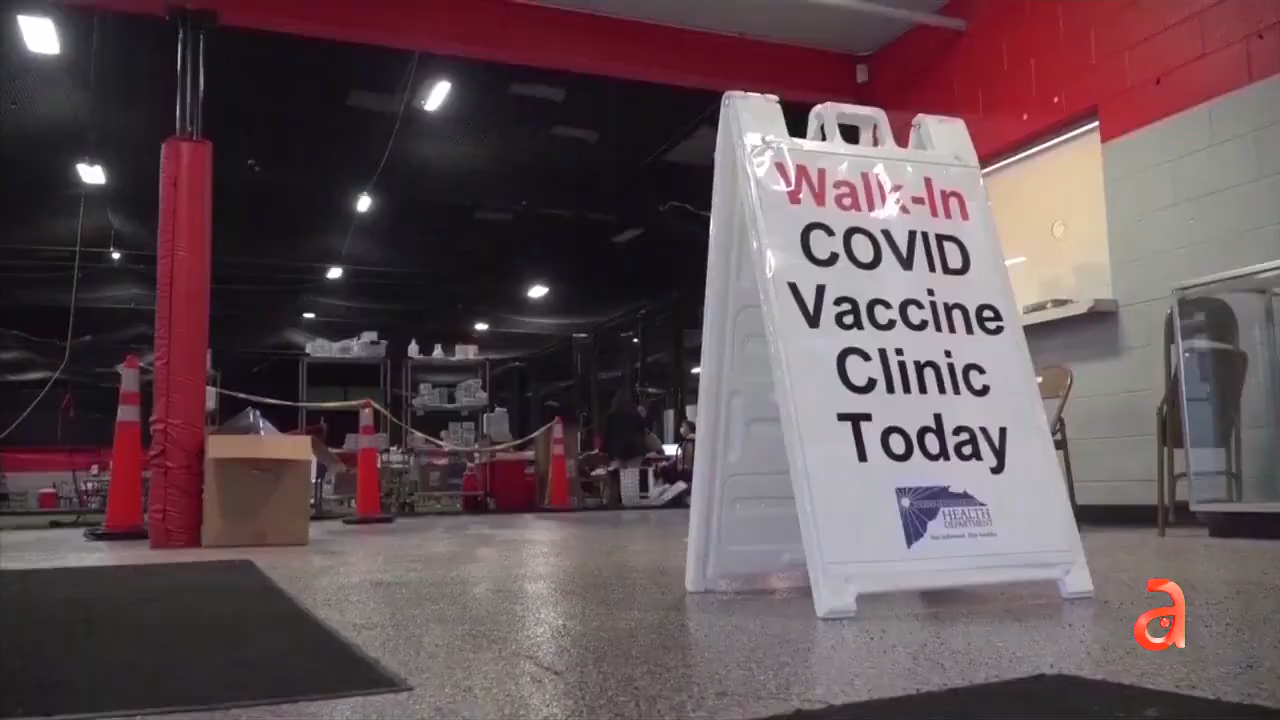 Walk-In
COVID
Vaccine
Clinic
Today
HEALTH
DEPARTMENT
a